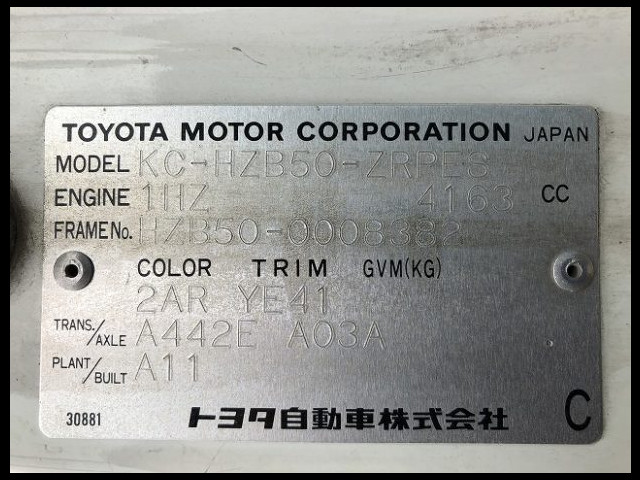 TOYOTA MOTOR CORPORATION JAPAN
MODEL KC-HZB50-ZRPES
ENGINE 1HZ 4163 CC
FRAME No. HZB50-0008382
COLOR TRIM GVM(KG)
2AR YE41
TRANS./AXLE A442E A03A
PLANT/BUILT A11
30881 トヨタ自動車株式会社 C